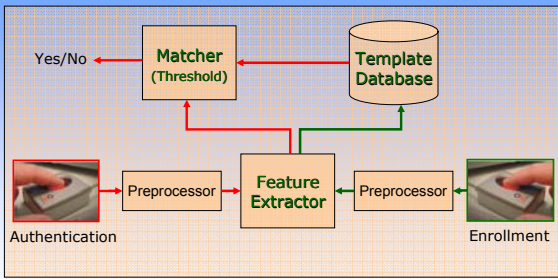 Yes/No
Matcher
(Threshold)
Template
Database
Preprocessor
Feature
Extractor
Preprocessor
Authentication
Enrollment